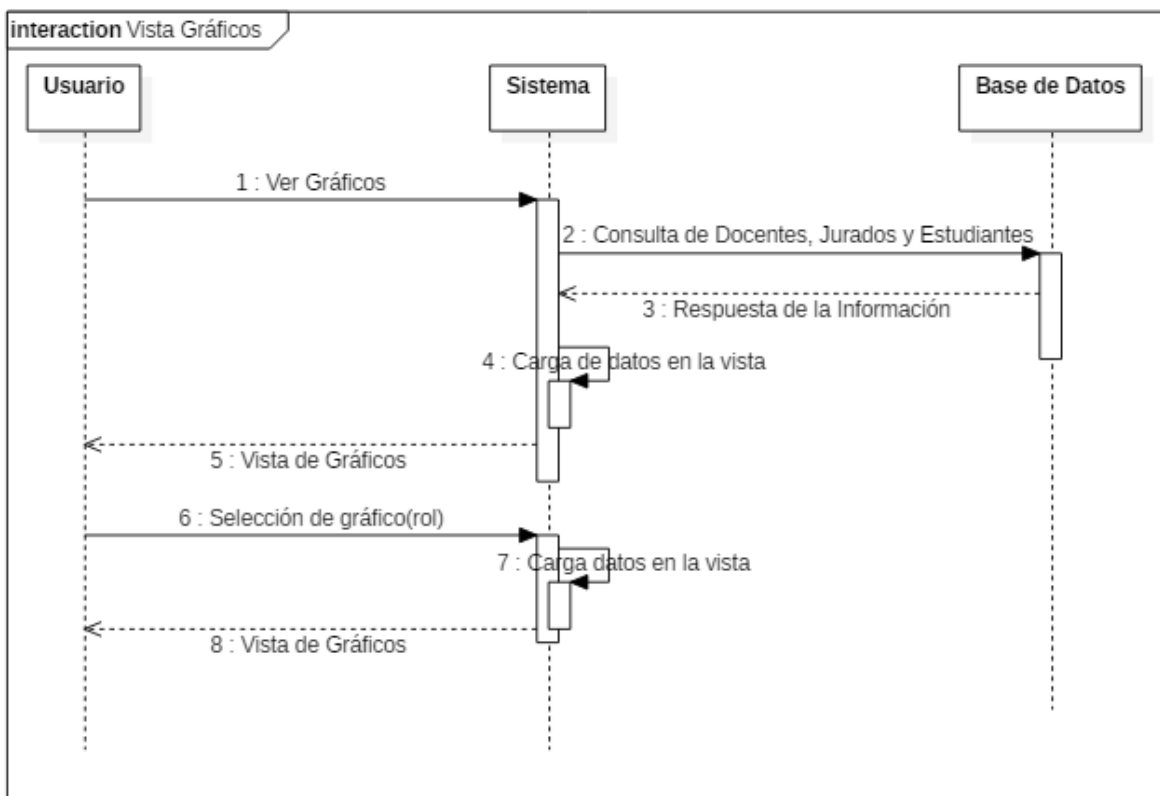 interaction Vista Gráficos
Usuario
Sistema
Base de Datos
1 : Ver Gráficos
2 : Consulta de Docentes, Jurados y Estudiantes
3 : Respuesta de la Información
4 : Carga de datos en la vista
5 : Vista de Gráficos
6 : Selección de gráfico(rol)
7 : Carga datos en la vista
8 : Vista de Gráficos